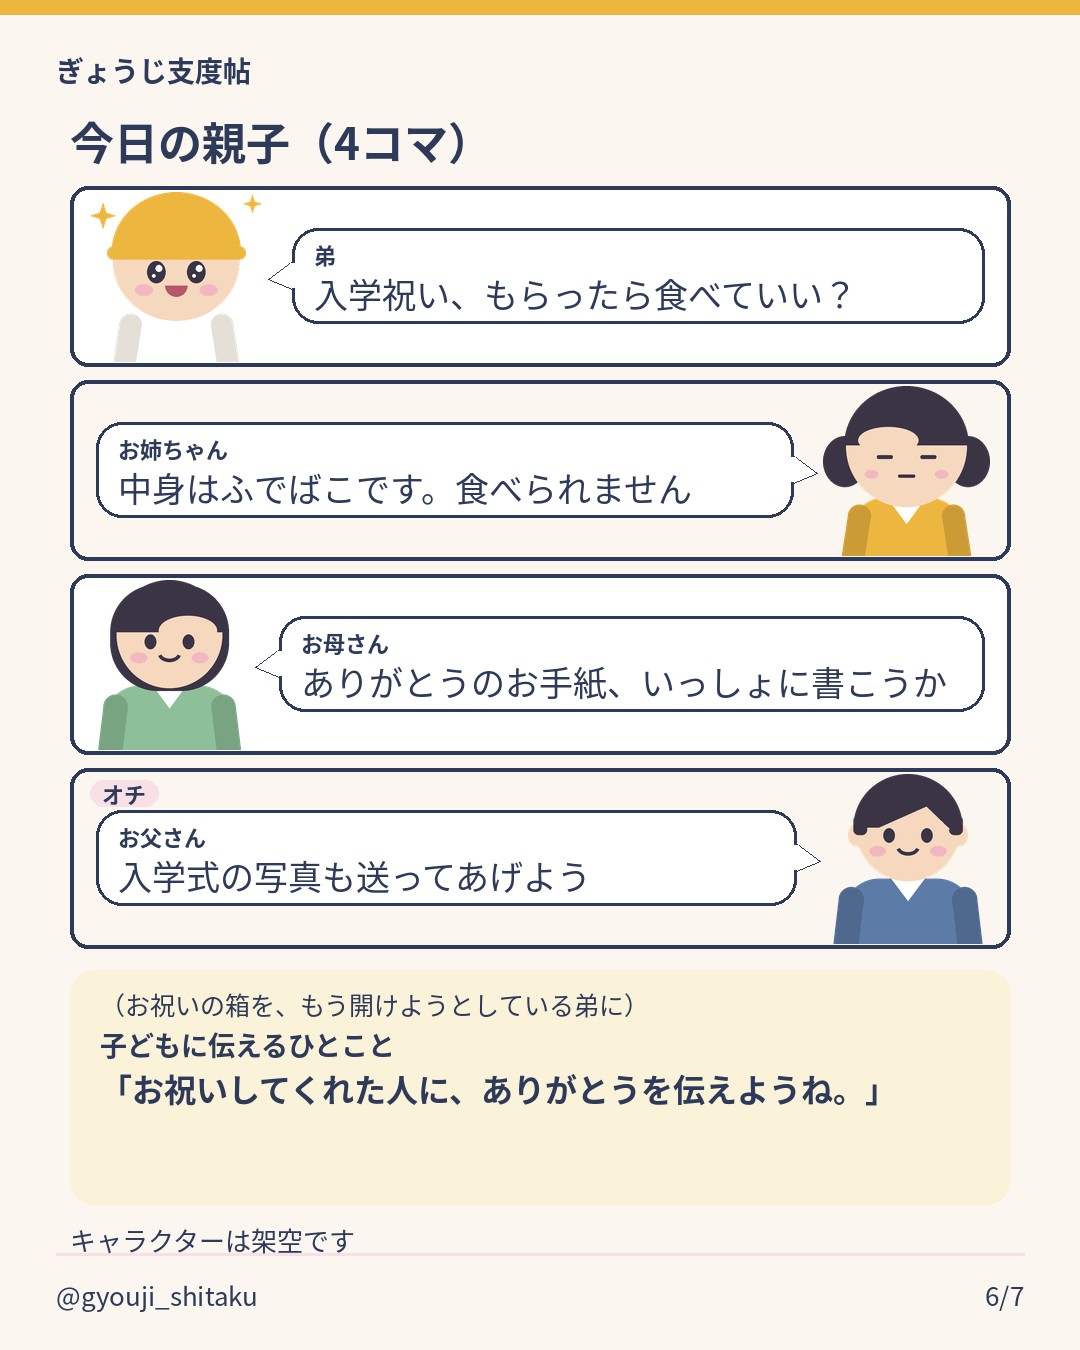 ぎょうじ支度帖
今日の親子（4コマ）
弟
入学祝い、もらったら食べていい？
お姉ちゃん
中身はふでばこです。食べられません
お母さん
ありがとうのお手紙、いっしょに書こうか
オチ
お父さん
入学式の写真も送ってあげよう
（お祝いの箱を、もう開けようとしている弟に）
子どもに伝えるひとこと
「お祝いしてくれた人に、ありがとうを伝えようね。」
キャラクターは架空です
@gyouji_shitaku
6/7